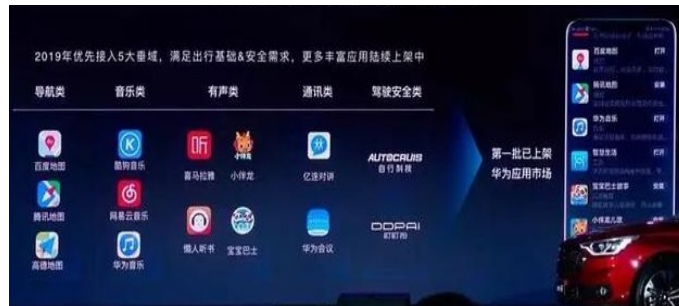 2019年优先接入5大垂域，满足出行基础&安全需求，更多丰富应用陆续上架中
导航类 音乐类 有声类 通讯类 驾驶安全类
百度地图 酷狗音乐 喜马拉雅 小伴龙 亿连对讲 AUTOCRUIS 自行科技
腾讯地图 网易云音乐 懒人听书 宝宝巴士 华为会议 DDPAI 盯盯拍
高德地图 华为音乐
第一批已上架
华为应用市场
百度地图 打开
腾讯地图 安装
华为音乐 打开
智慧生活 打开
宝宝巴士故事 安装
小伴龙儿歌